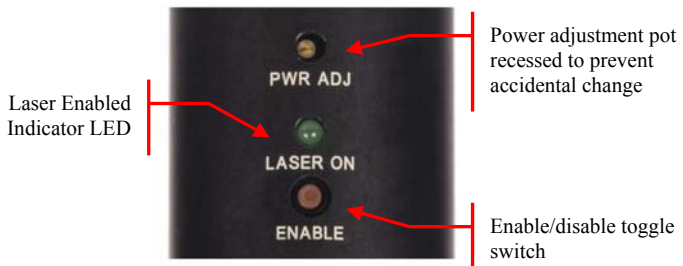 Power adjustment pot
recessed to prevent
accidental change
PWR ADJ
Laser Enabled
Indicator LED
LASER ON
ENABLE
Enable/disable toggle
switch